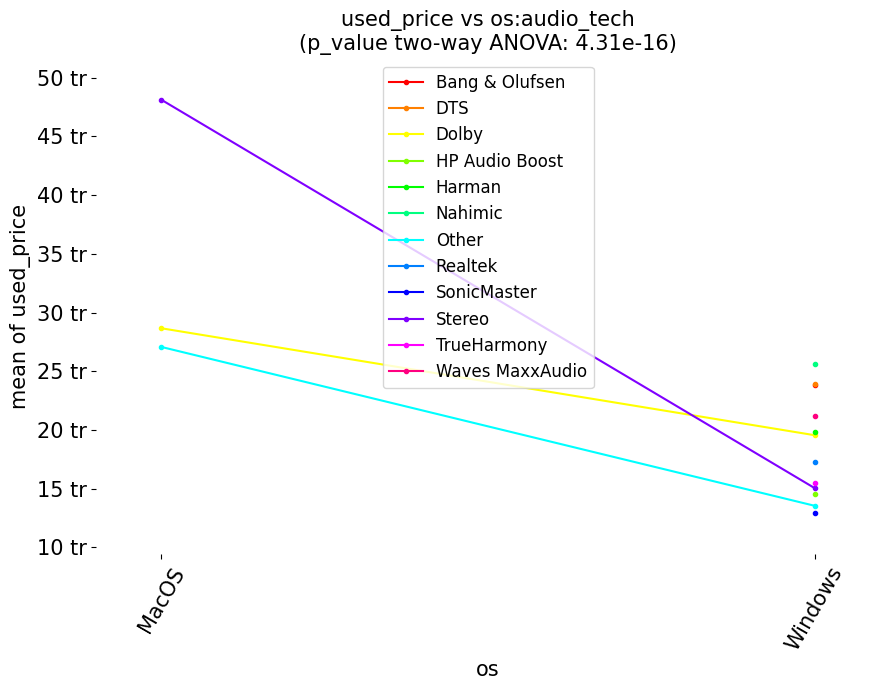 used_price vs os:audio_tech
(p_value two-way ANOVA: 4.31e-16)
50 tr
45 tr
40 tr
35 tr
30 tr
25 tr
20 tr
15 tr
10 tr
mean of used_price
Bang & Olufsen
DTS
Dolby
HP Audio Boost
Harman
Nahimic
Other
Realtek
SonicMaster
Stereo
TrueHarmony
Waves MaxxAudio
MacOS
Windows
os